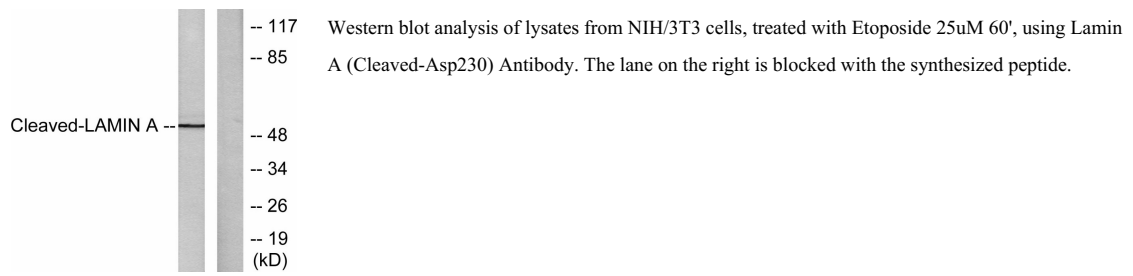 -- 117
-- 85
Cleaved-LAMIN A --
-- 48
-- 34
-- 26
-- 19
(kD)
Western blot analysis of lysates from NIH/3T3 cells, treated with Etoposide 25uM 60', using Lamin
A (Cleaved-Asp230) Antibody. The lane on the right is blocked with the synthesized peptide.